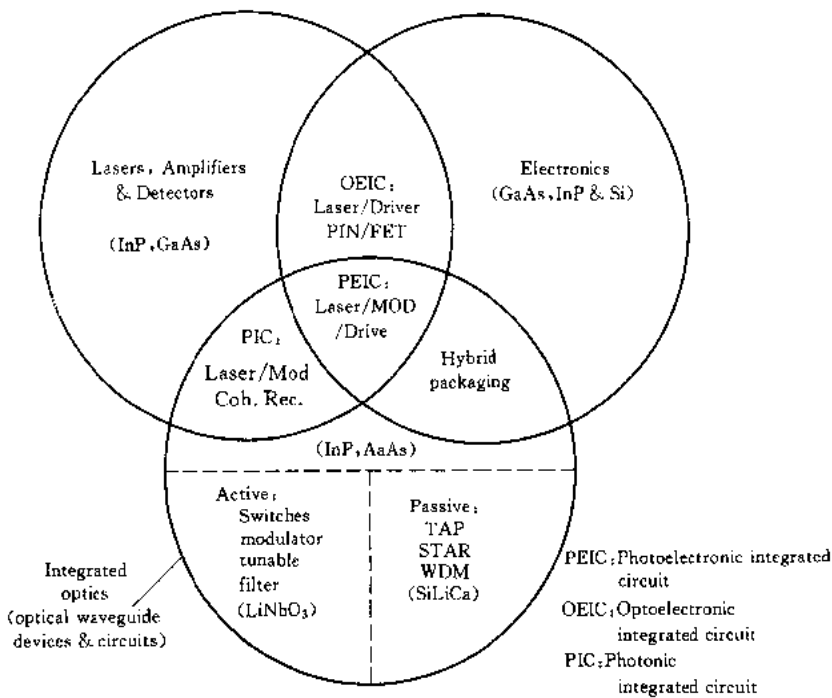 Lasers, Amplifiers
& Detectors
(InP,GaAs)
OEIC:
Laser/Driver
PIN/FET
Electronics
(GaAs,InP & Si)
PEIC:
Laser/MOD
/Drive
PIC:
Laser/Mod
Coh. Rec.
Hybrid
packaging
(InP,AaAs)
Active:
Switches
modulator
tunable
filter
(LiNbO₃)
Passive:
TAP
STAR
WDM
(SiLiCa)
Integrated
optics
(optical waveguide
devices & circuits)
PEIC:Photoelectronic integrated
circuit
OEIC:Optoelectronic
integrated circuit
PIC:Photonic
integrated circuit